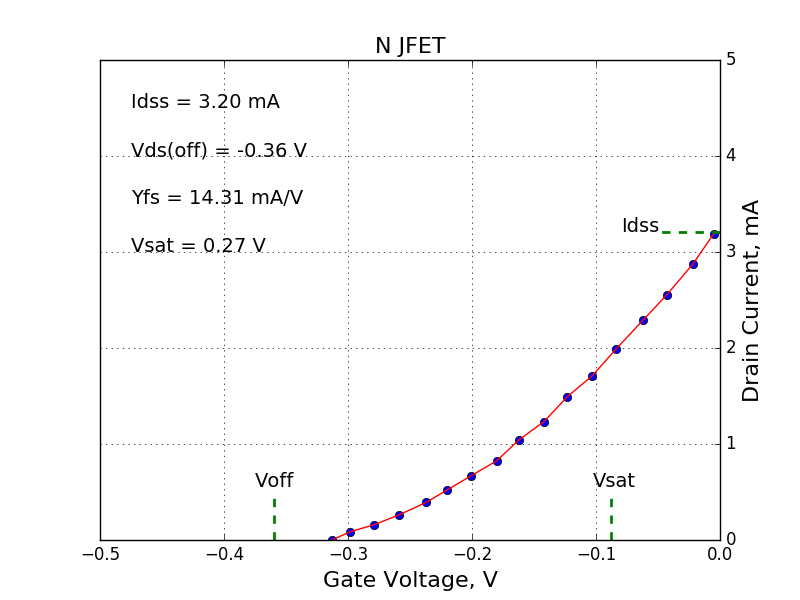 N JFET
Idss = 3.20 mA
Vds(off) = -0.36 V
Yfs = 14.31 mA/V
Vsat = 0.27 V
Idss
Voff
Vsat
5
4
3
2
1
0
Drain Current, mA
−0.5
−0.4
−0.3
−0.2
−0.1
0.0
Gate Voltage, V